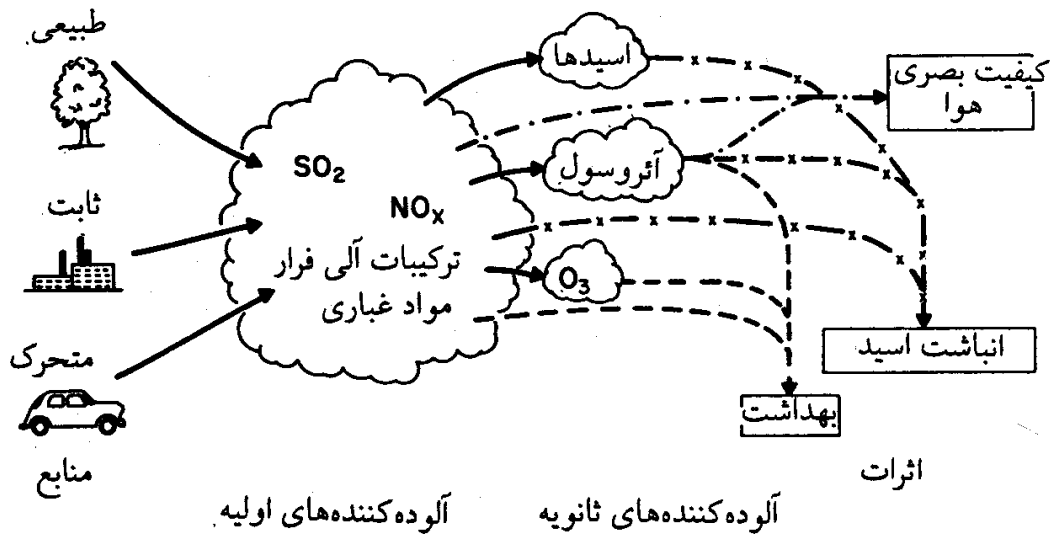 طبیعی
ثابت
متحرک
منابع
SO₂
NOₓ
ترکیبات آلی فرار
مواد غباری
آلوده‌کننده‌های اولیه
اسیدها
آئروسول
O₃
آلوده‌کننده‌های ثانویه
کیفیت بصری
هوا
انباشت اسید
بهداشت
اثرات